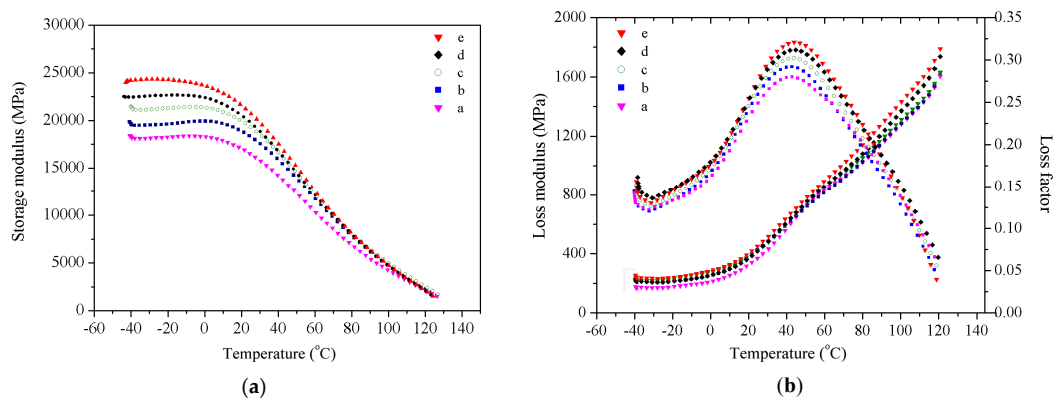 30000
25000
20000
15000
10000
5000
0
Storage modulus (MPa)
e
d
c
b
a
-60 -40 -20 0 20 40 60 80 100 120 140
Temperature (°C)
(a)
2000
1600
1200
800
400
0
Loss modulus (MPa)
e
d
c
b
a
0.35
0.30
0.25
0.20
0.15
0.10
0.05
0.00
Loss factor
-60 -40 -20 0 20 40 60 80 100 120 140
Temperature (°C)
(b)